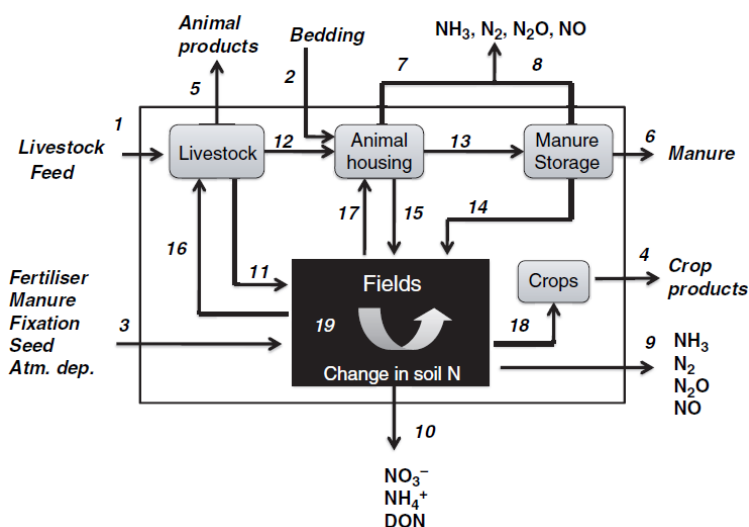 Animal
products
Bedding
NH₃, N₂, N₂O, NO
5
2
7
8
1
Livestock
Feed
Livestock
12
Animal
housing
13
Manure
Storage
6
Manure
16
11
17
15
14
Fertiliser
Manure
Fixation
Seed
Atm. dep.
3
Fields
19
Change in soil N
Crops
18
4
Crop
products
9
NH₃
N₂
N₂O
NO
10
NO₃⁻
NH₄⁺
DON